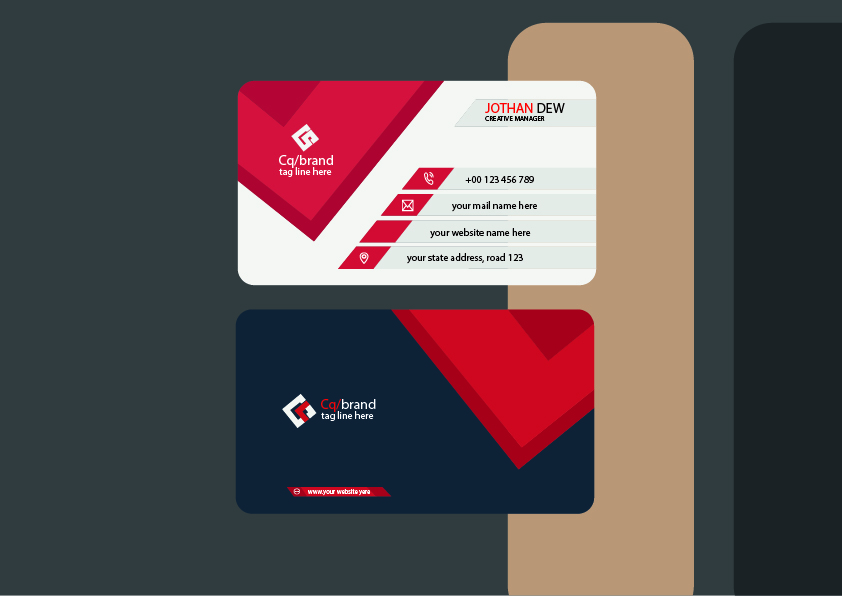 JOTHAN DEW
CREATIVE MANAGER
Cq/brand
tag line here
+00 123 456 789
your mail name here
your website name here
your state address, road 123
Cq/brand
tag line here
www.your website yere